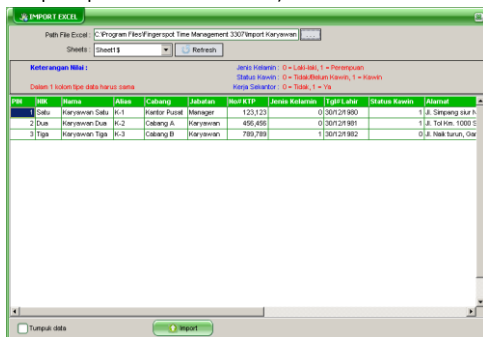 IMPORT EXCEL
Path File Excel : C:\Program Files\Fingerspot Time Management 3307\Import Karyawan ....
Sheets : Sheet1$ Refresh
Keterangan Nilai : Jenis Kelamin : 0 = Laki-laki, 1 = Perempuan
Status Kawin : 0 = Tidak/Belum Kawin, 1 = Kawin
Dalam 1 kolom tipe data harus sama Kerja Selantor : 0 = Tidak, 1 = Ya
PIN NIK Nama Alias Cabang Jabatan No# KTP Jenis Kelamin Tgl# Lahir Status Kawin Alamat
1 Satu Karyawan Satu K-1 Kantor Pusat Manager 123,123 0 30/12/1980 1 Jl. Simpang siur N
2 Dua Karyawan Dua K-2 Cabang A Karyawan 456,456 0 30/12/1981 1 Jl. Tol Km. 1000 S
3 Tiga Karyawan Tiga K-3 Cabang B Karyawan 789,789 1 30/12/1982 0 Jl. Naik turun, Gar
Tumpuk data Import